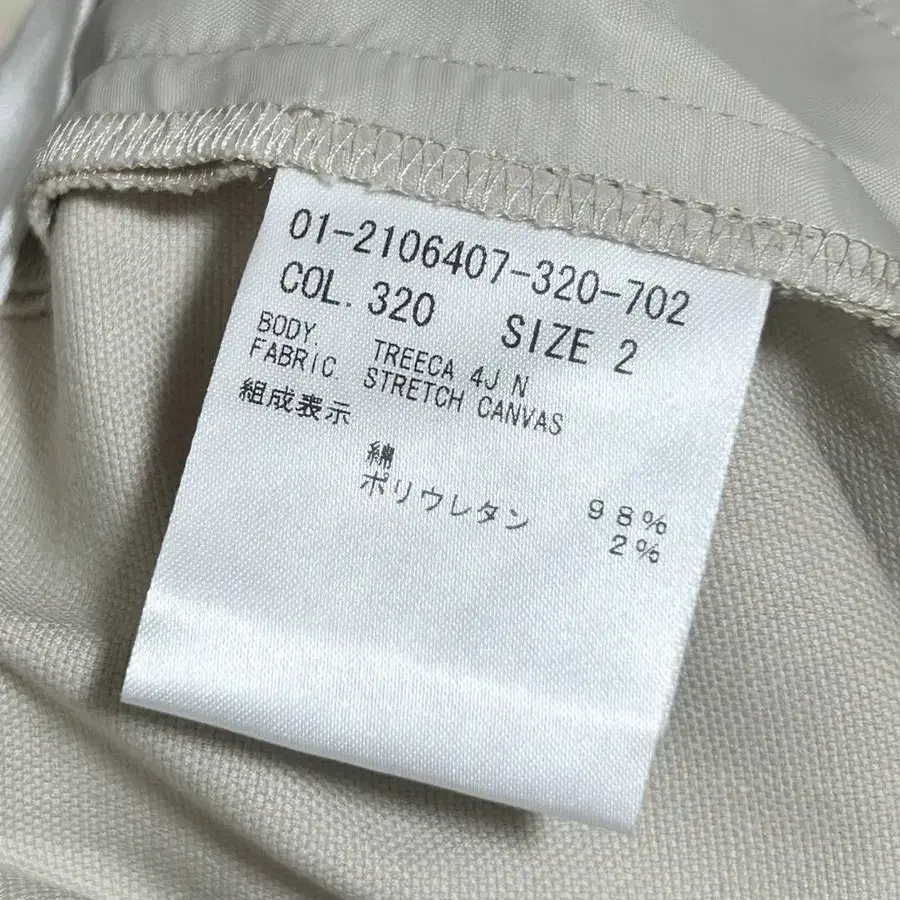 01-2106407-320-702
COL. 320 SIZE 2
BODY. TREECA 4J N
FABRIC. STRETCH CANVAS
組成表示
綿 98%
ポリウレタン 2%